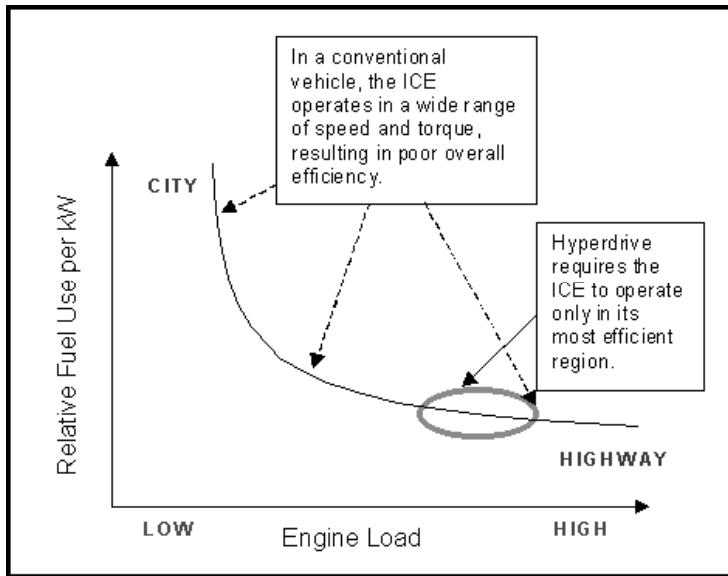 In a conventional
vehicle, the ICE
operates in a wide range
of speed and torque,
resulting in poor overall
efficiency.
CITY
Hyperdrive
requires the
ICE to operate
only in its
most efficient
region.
Relative Fuel Use per kW
HIGHWAY
LOW
Engine Load
HIGH